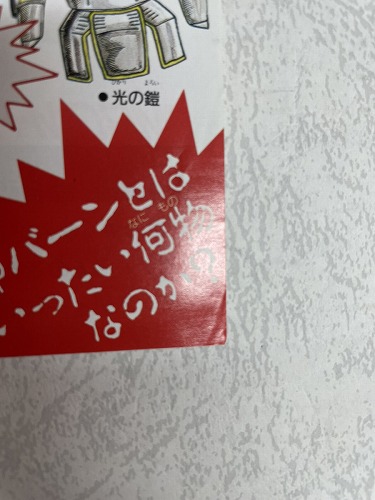 ●光の鎧
バーンとは
いったい何物
なのか